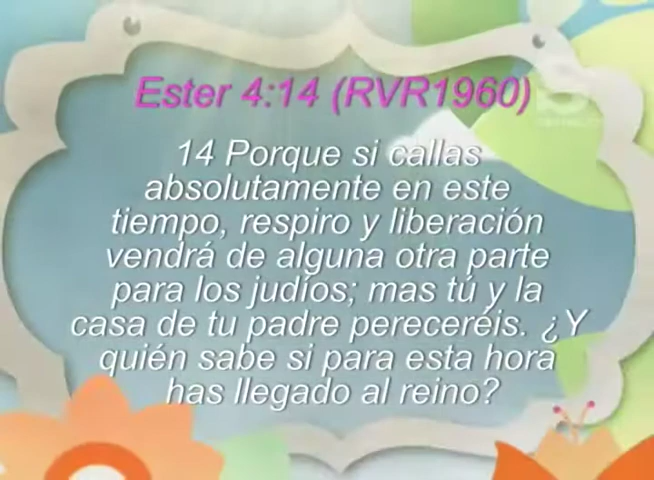 Ester 4:14 (RVR1960)
14 Porque si callas
absolutamente en este
tiempo, respiro y liberación
vendrá de alguna otra parte
para los judíos; mas tú y la
casa de tu padre pereceréis. ¿Y
quién sabe si para esta hora
has llegado al reino?